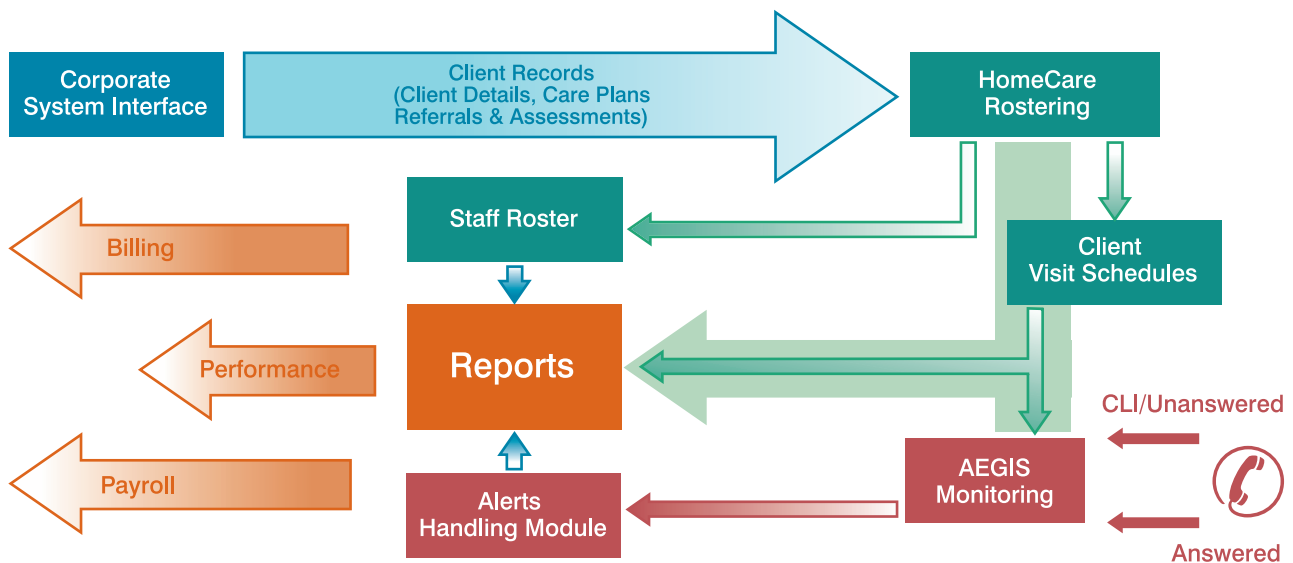 Corporate
System Interface
Client Records
(Client Details, Care Plans
Referrals & Assessments)
HomeCare
Rostering
Staff Roster
Billing
Client
Visit Schedules
Reports
Performance
CLI/Unanswered
Payroll
Alerts
Handling Module
AEGIS
Monitoring
Answered